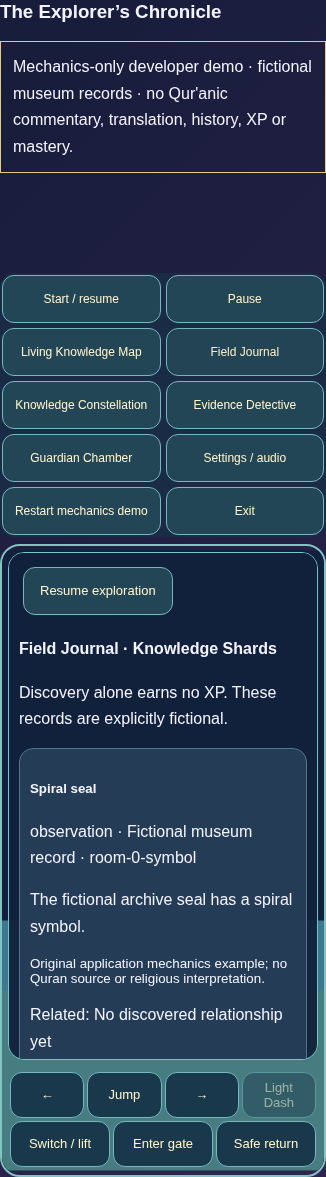 The Explorer’s Chronicle
Mechanics-only developer demo · fictional
museum records · no Qur'anic
commentary, translation, history, XP or
mastery.
Start / resume
Pause
Living Knowledge Map
Field Journal
Knowledge Constellation
Evidence Detective
Guardian Chamber
Settings / audio
Restart mechanics demo
Exit
Resume exploration
Field Journal · Knowledge Shards
Discovery alone earns no XP. These
records are explicitly fictional.
Spiral seal
observation · Fictional museum
record · room-0-symbol
The fictional archive seal has a spiral
symbol.
Original application mechanics example; no
Quran source or religious interpretation.
Related: No discovered relationship
yet
←
Jump
→
Light
Dash
Switch / lift
Enter gate
Safe return